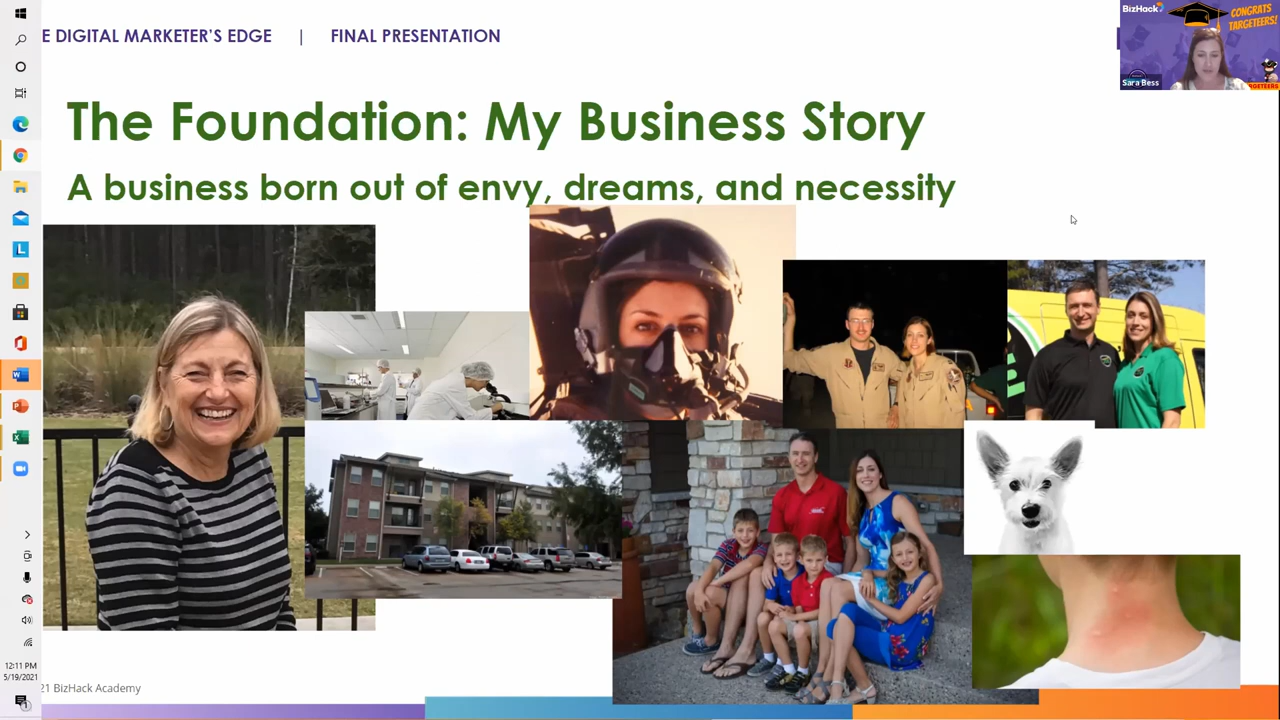 E DIGITAL MARKETER'S EDGE | FINAL PRESENTATION
BizHack
CONGRATS
TARGETEERS!
Sara Bess
RGETEERS
The Foundation: My Business Story
A business born out of envy, dreams, and necessity
12:11 PM
5/19/2021
21 BizHack Academy